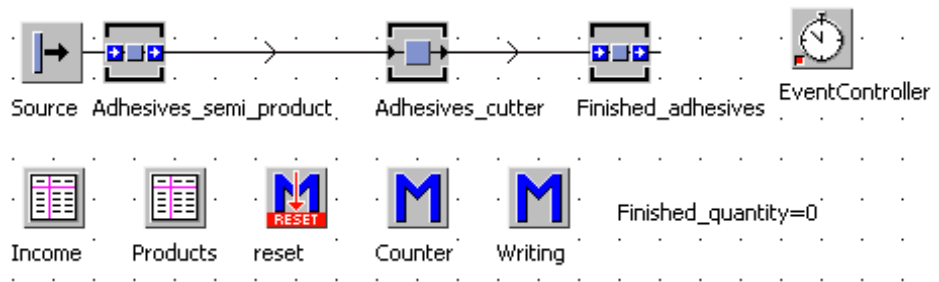 Source Adhesives_semi_product Adhesives_cutter Finished_adhesives EventController
M RESET M M
Finished_quantity=0
Income Products reset Counter Writing